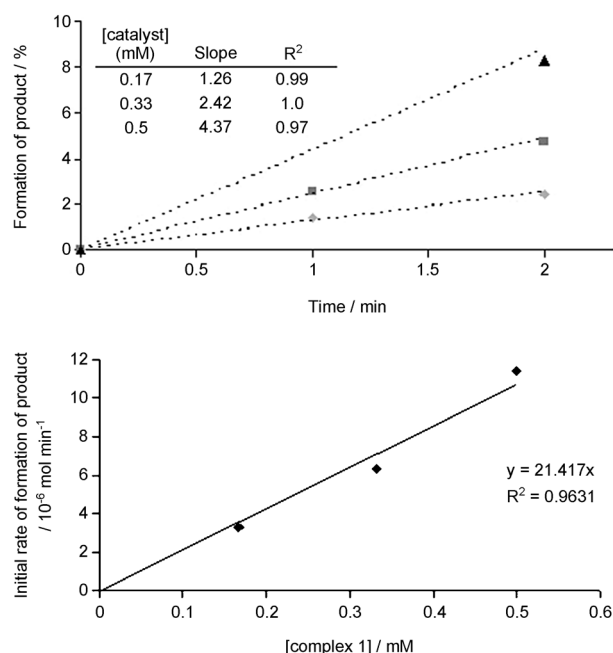 10
8
6
4
2
0
Formation of product / %
[catalyst]
(mM) Slope R²
0.17 1.26 0.99
0.33 2.42 1.0
0.5 4.37 0.97
0 0.5 1 1.5 2
Time / min
12
10
8
6
4
2
0
Initial rate of formation of product
/ 10⁻⁶ mol min⁻¹
y = 21.417x
R² = 0.9631
0 0.1 0.2 0.3 0.4 0.5 0.6
[complex 1] / mM